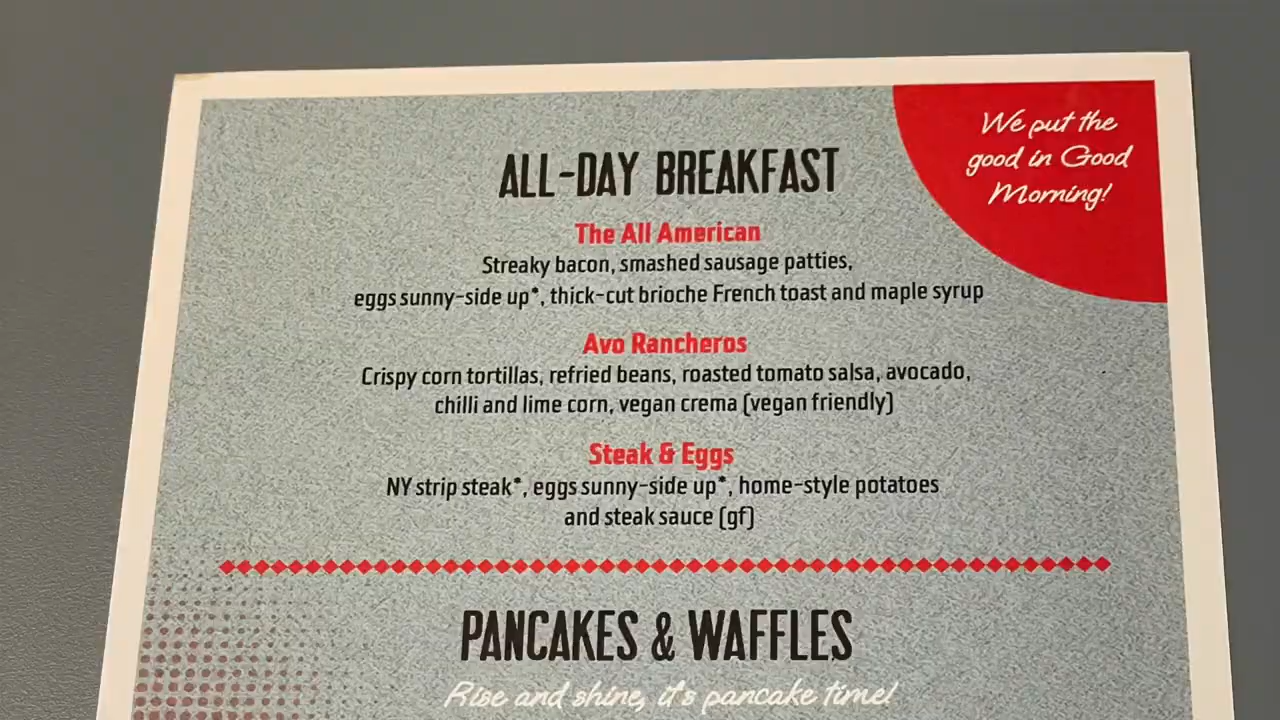 We put the
good in Good
Morning!
ALL-DAY BREAKFAST
The All American
Streaky bacon, smashed sausage patties,
eggs sunny-side up*, thick-cut brioche French toast and maple syrup
Avo Rancheros
Crispy corn tortillas, refried beans, roasted tomato salsa, avocado,
chilli and lime corn, vegan crema (vegan friendly)
Steak & Eggs
NY strip steak*, eggs sunny-side up*, home-style potatoes
and steak sauce (gf)
PANCAKES & WAFFLES
Rise and shine, it's pancake time!